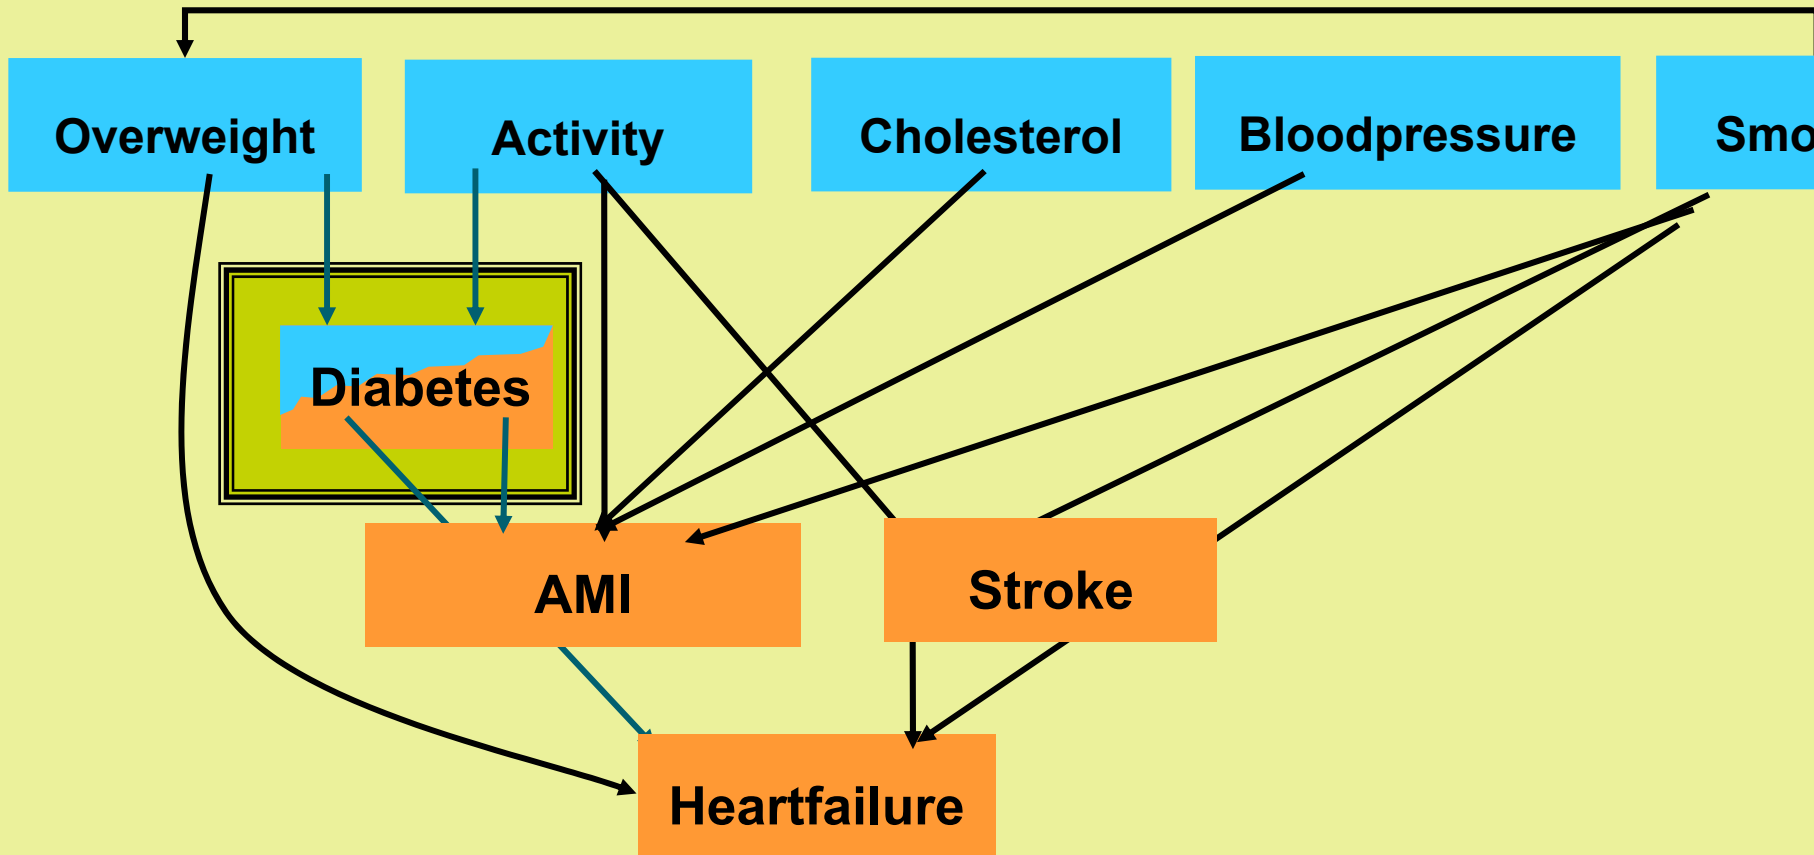 Overweight
Activity
Cholesterol
Bloodpressure
Smo
Diabetes
AMI
Stroke
Heartfailure